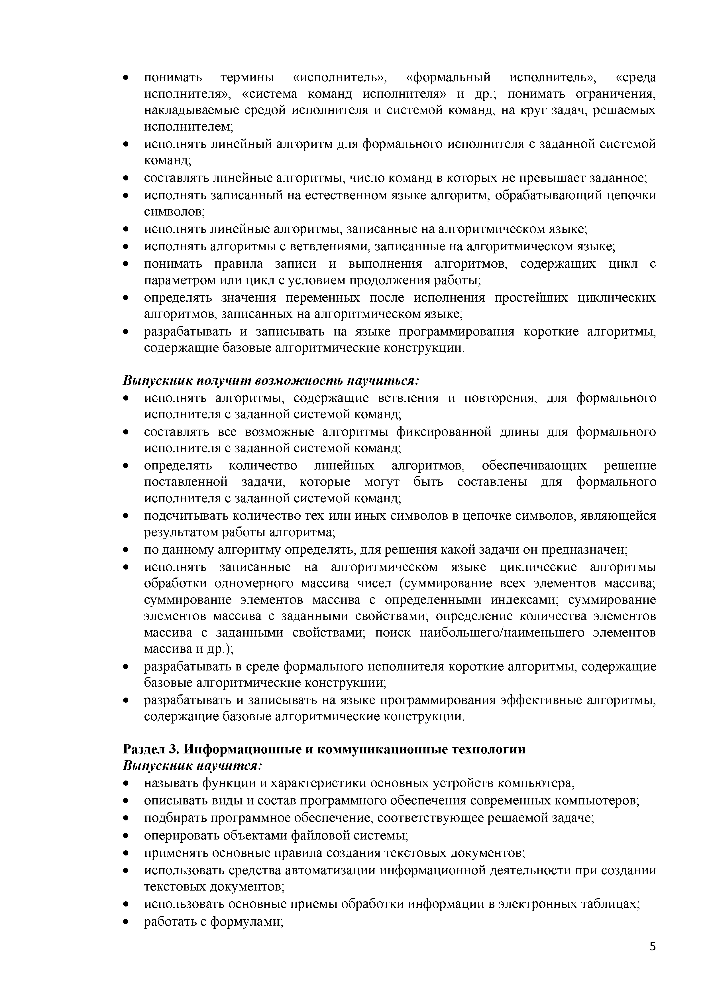 • понимать термины «исполнитель», «формальный исполнитель», «среда
исполнителя», «система команд исполнителя» и др.; понимать ограничения,
накладываемые средой исполнителя и системой команд, на круг задач, решаемых
исполнителем;
• исполнять линейный алгоритм для формального исполнителя с заданной системой
команд;
• составлять линейные алгоритмы, число команд в которых не превышает заданное;
• исполнять записанный на естественном языке алгоритм, обрабатывающий цепочки
символов;
• исполнять линейные алгоритмы, записанные на алгоритмическом языке;
• исполнять алгоритмы с ветвлениями, записанные на алгоритмическом языке;
• понимать правила записи и выполнения алгоритмов, содержащих цикл с
параметром или цикл с условием продолжения работы;
• определять значения переменных после исполнения простейших циклических
алгоритмов, записанных на алгоритмическом языке;
• разрабатывать и записывать на языке программирования короткие алгоритмы,
содержащие базовые алгоритмические конструкции.
Выпускник получит возможность научиться:
• исполнять алгоритмы, содержащие ветвления и повторения, для формального
исполнителя с заданной системой команд;
• составлять все возможные алгоритмы фиксированной длины для формального
исполнителя с заданной системой команд;
• определять количество линейных алгоритмов, обеспечивающих решение
поставленной задачи, которые могут быть составлены для формального
исполнителя с заданной системой команд;
• подсчитывать количество тех или иных символов в цепочке символов, являющейся
результатом работы алгоритма;
• по данному алгоритму определять, для решения какой задачи он предназначен;
• исполнять записанные на алгоритмическом языке циклические алгоритмы
обработки одномерного массива чисел (суммирование всех элементов массива;
суммирование элементов массива с определенными индексами; суммирование
элементов массива с заданными свойствами; определение количества элементов
массива с заданными свойствами; поиск наибольшего/наименьшего элементов
массива и др.);
• разрабатывать в среде формального исполнителя короткие алгоритмы, содержащие
базовые алгоритмические конструкции;
• разрабатывать и записывать на языке программирования эффективные алгоритмы,
содержащие базовые алгоритмические конструкции.
Раздел 3. Информационные и коммуникационные технологии
Выпускник научится:
• называть функции и характеристики основных устройств компьютера;
• описывать виды и состав программного обеспечения современных компьютеров;
• подбирать программное обеспечение, соответствующее решаемой задаче;
• оперировать объектами файловой системы;
• применять основные правила создания текстовых документов;
• использовать средства автоматизации информационной деятельности при создании
текстовых документов;
• использовать основные приемы обработки информации в электронных таблицах;
• работать с формулами;
5